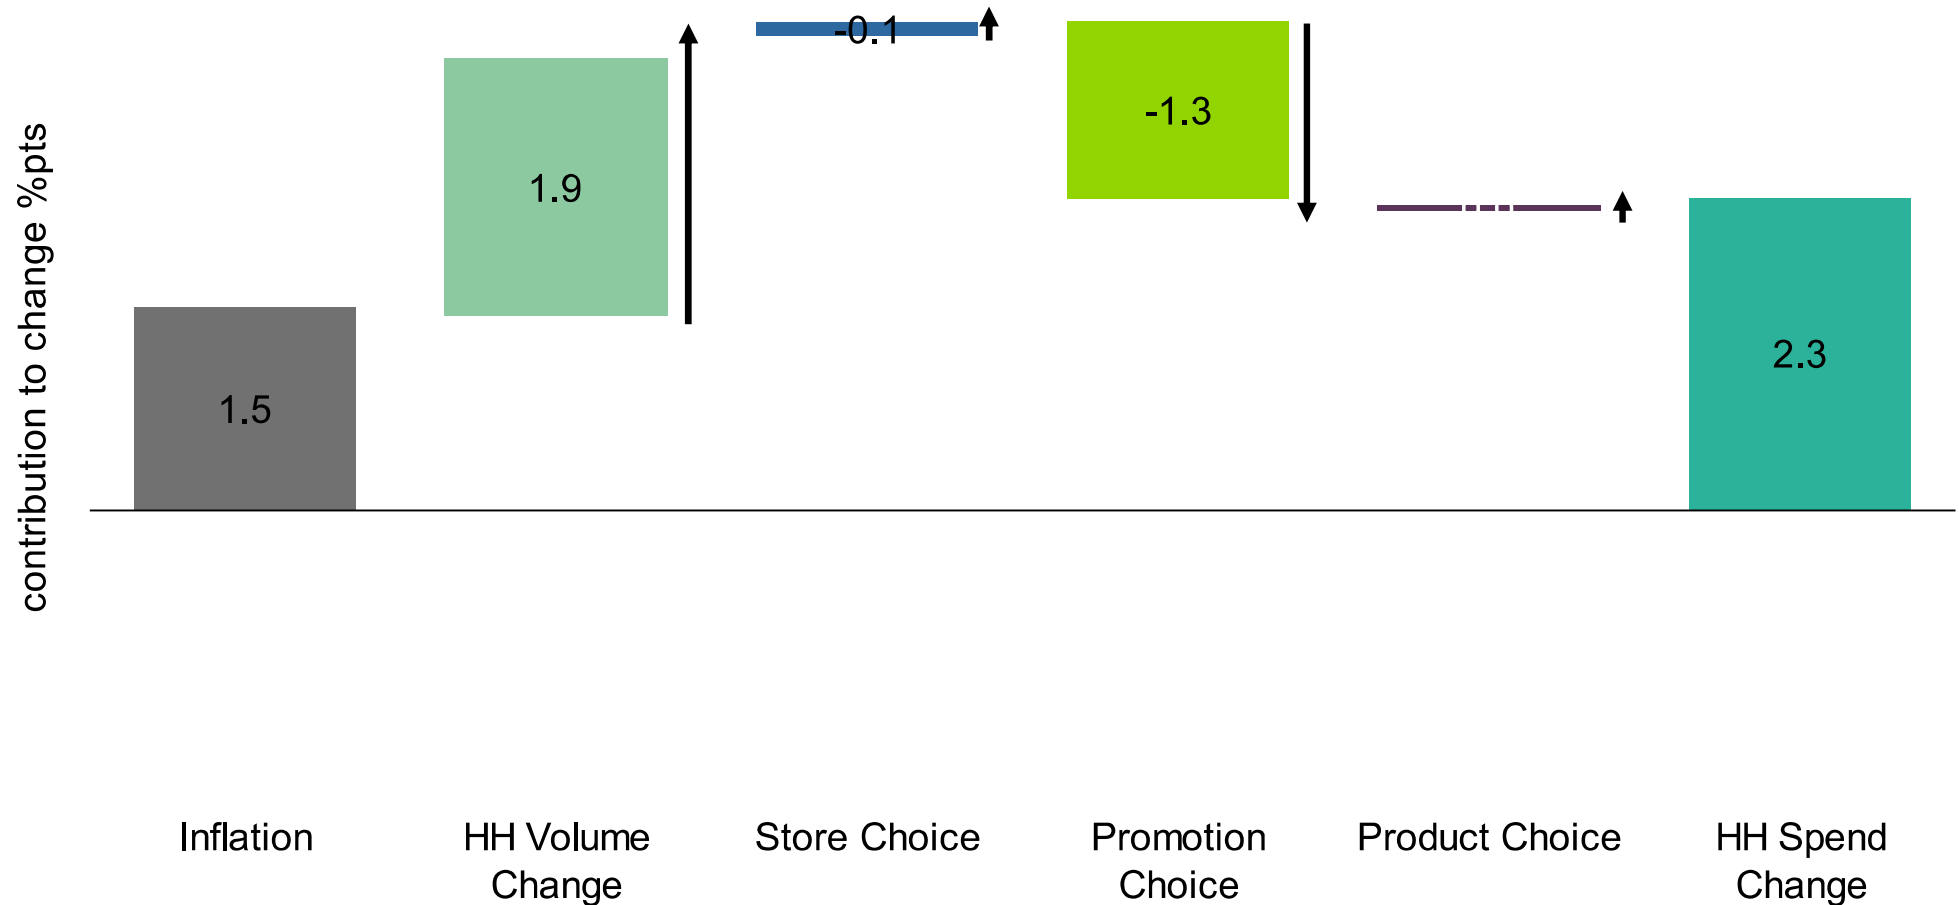 contribution to change %pts
1.5
1.9
-0.1
-1.3
2.3
Inflation
HH Volume
Change
Store Choice
Promotion
Choice
Product Choice
HH Spend
Change